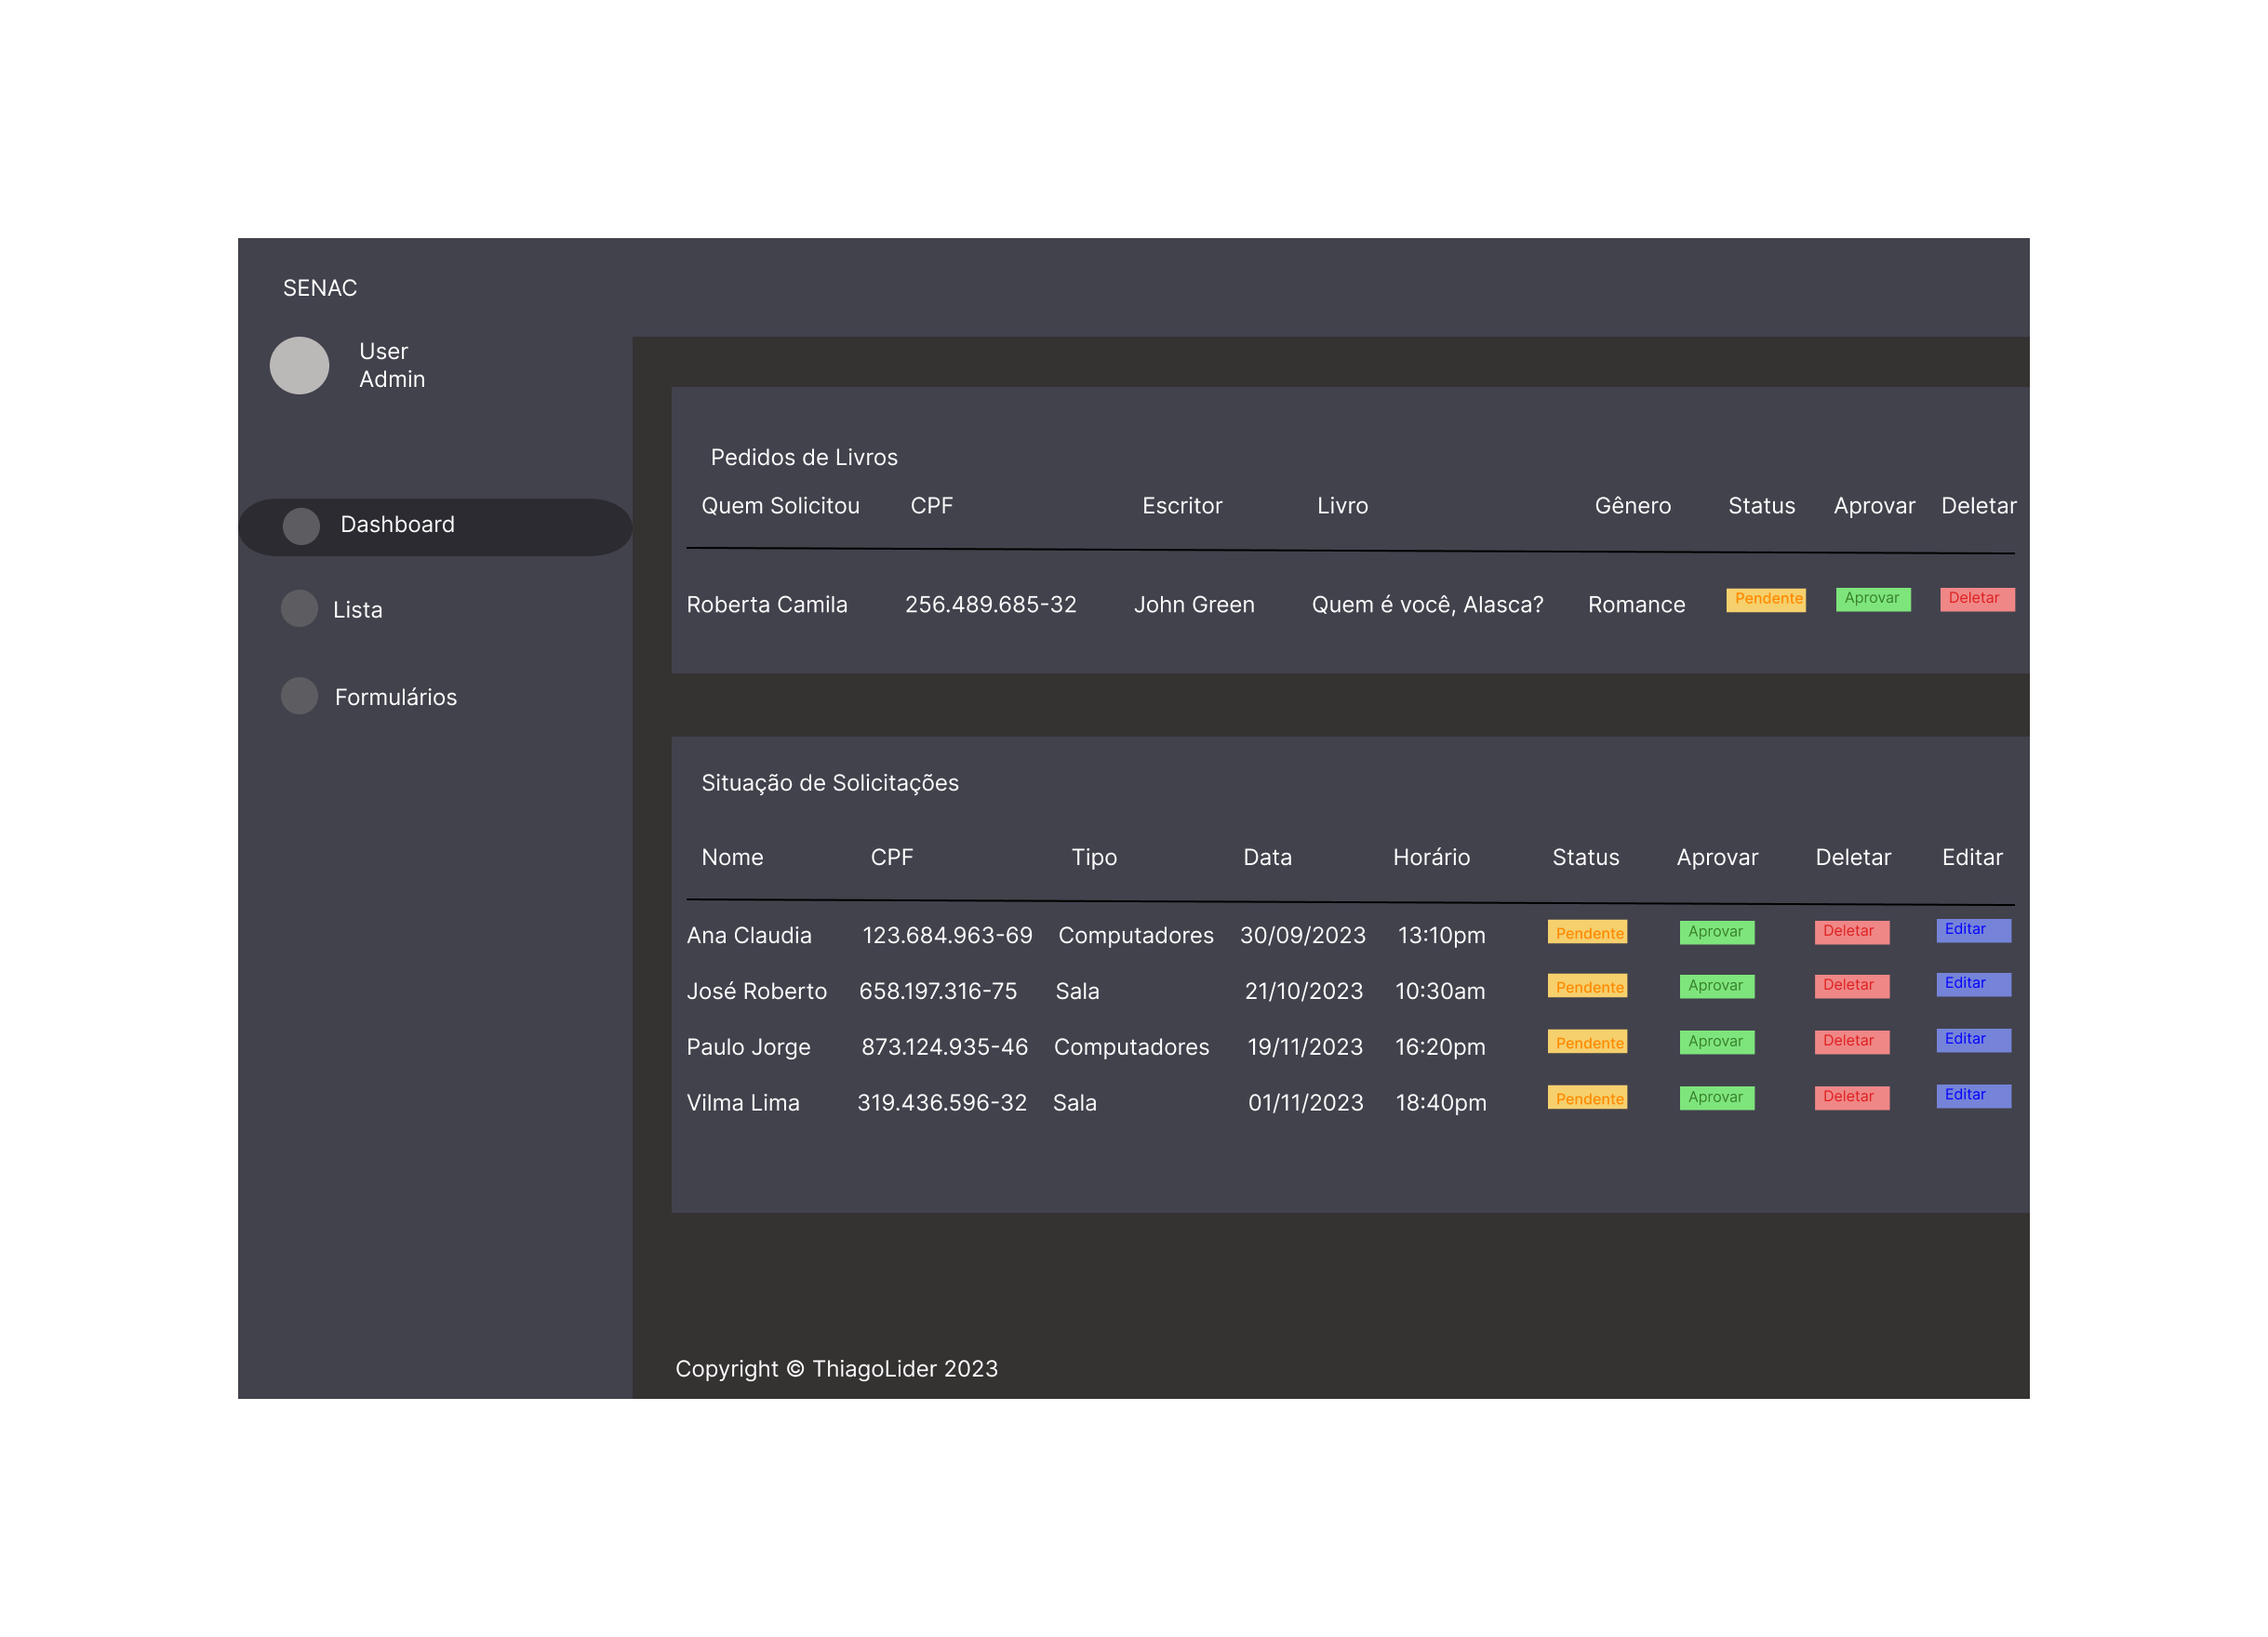 SENAC
User
Admin
Dashboard
Lista
Formulários
Pedidos de Livros
Quem Solicitou CPF Escritor Livro Gênero Status Aprovar Deletar
Roberta Camila 256.489.685-32 John Green Quem é você, Alasca? Romance Pendente Aprovar Deletar
Situação de Solicitações
Nome CPF Tipo Data Horário Status Aprovar Deletar Editar
Ana Claudia 123.684.963-69 Computadores 30/09/2023 13:10pm Pendente Aprovar Deletar Editar
José Roberto 658.197.316-75 Sala 21/10/2023 10:30am Pendente Aprovar Deletar Editar
Paulo Jorge 873.124.935-46 Computadores 19/11/2023 16:20pm Pendente Aprovar Deletar Editar
Vilma Lima 319.436.596-32 Sala 01/11/2023 18:40pm Pendente Aprovar Deletar Editar
Copyright © ThiagoLider 2023